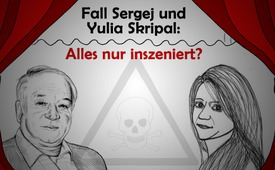 Fall Sergej und
Yulia Skripal:
Alles nur inszeniert?